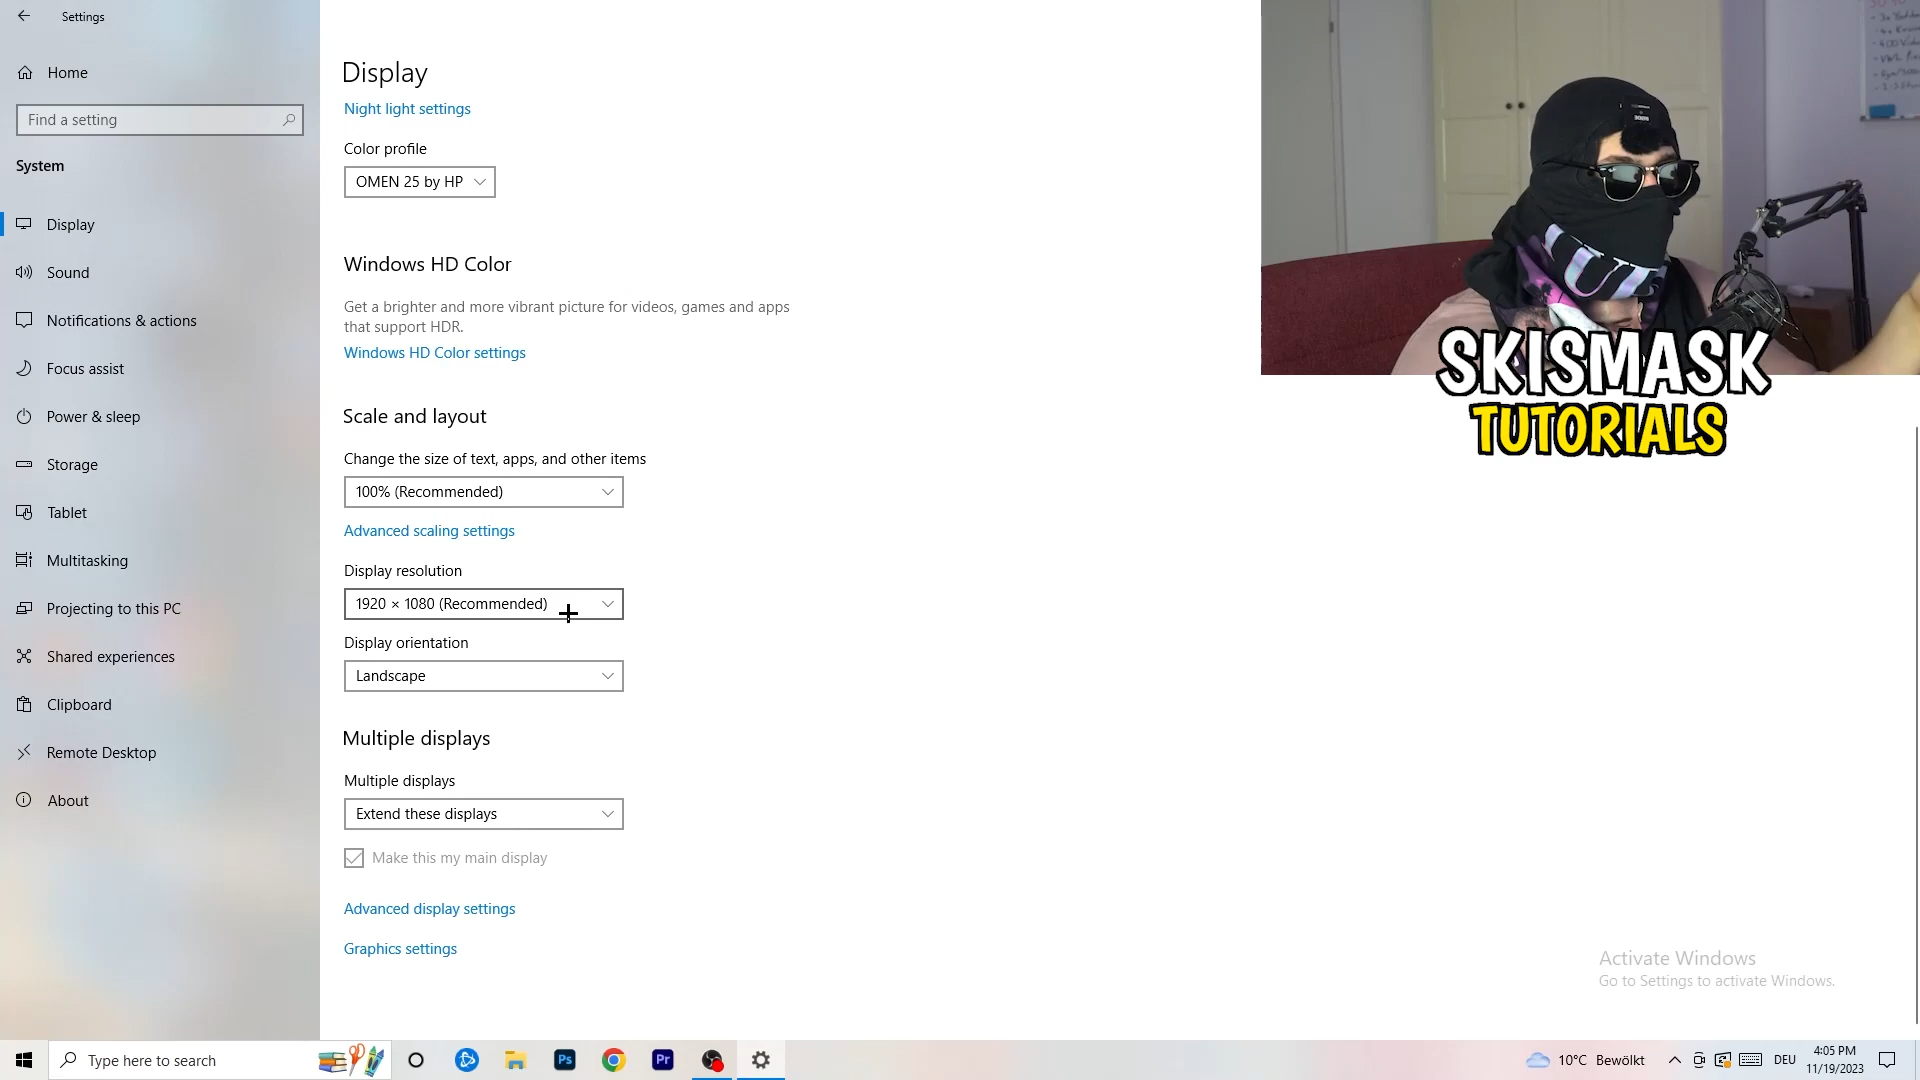 Settings
Home
Find a setting
System
Display
Sound
Notifications & actions
Focus assist
Power & sleep
Storage
Tablet
Multitasking
Projecting to this PC
Shared experiences
Clipboard
Remote Desktop
About
Display
Night light settings
Color profile
OMEN 25 by HP
Windows HD Color
Get a brighter and more vibrant picture for videos, games and apps
that support HDR.
Windows HD Color settings
Scale and layout
Change the size of text, apps, and other items
100% (Recommended)
Advanced scaling settings
Display resolution
1920 × 1080 (Recommended)
Display orientation
Landscape
Multiple displays
Multiple displays
Extend these displays
Make this my main display
Advanced display settings
Graphics settings
SKISMASK
TUTORIALS
Activate Windows
Go to Settings to activate Windows.
Type here to search
Ps
Pr
10°C Bewölkt
DEU
4:05 PM
11/19/2023